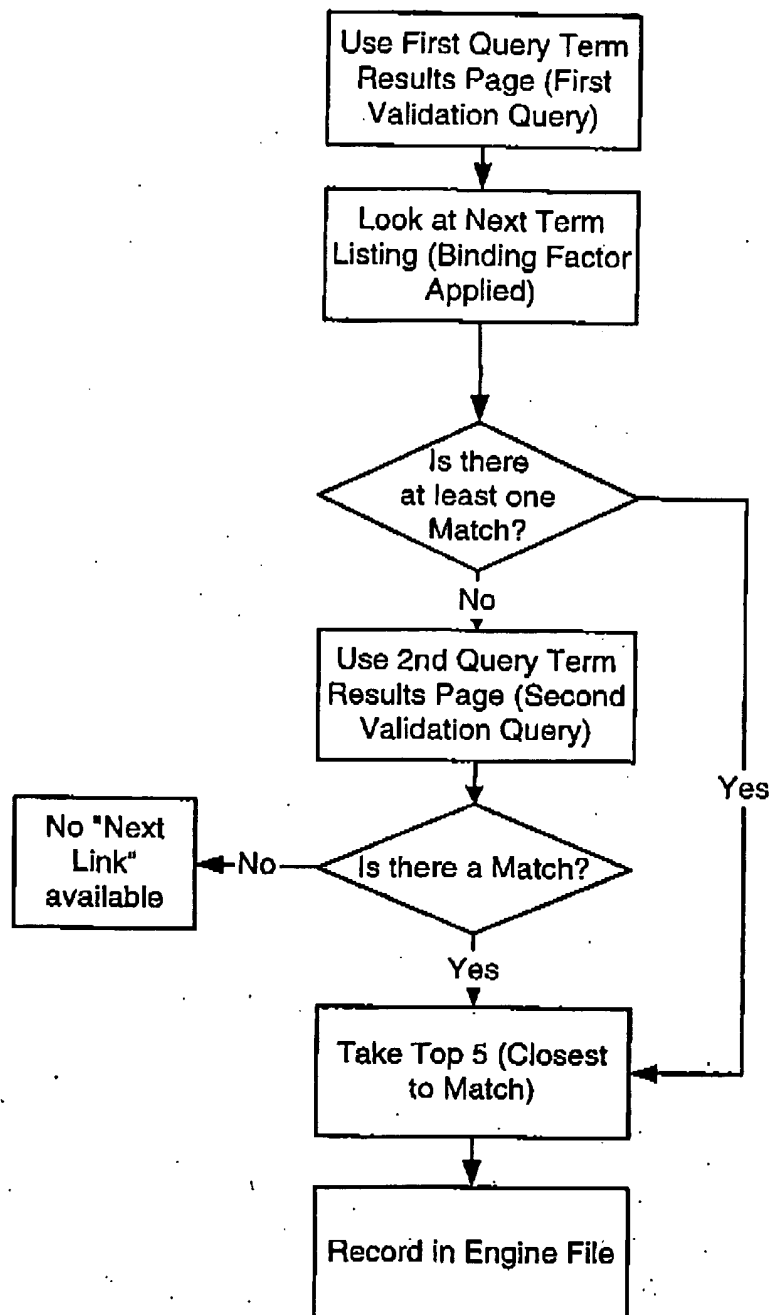 Use First Query Term
Results Page (First
Validation Query)
Look at Next Term
Listing (Binding Factor
Applied)
Is there
at least one
Match?
No
Use 2nd Query Term
Results Page (Second
Validation Query)
Yes
No "Next
Link"
available
No
Is there a Match?
Yes
Take Top 5 (Closest
to Match)
Record in Engine File